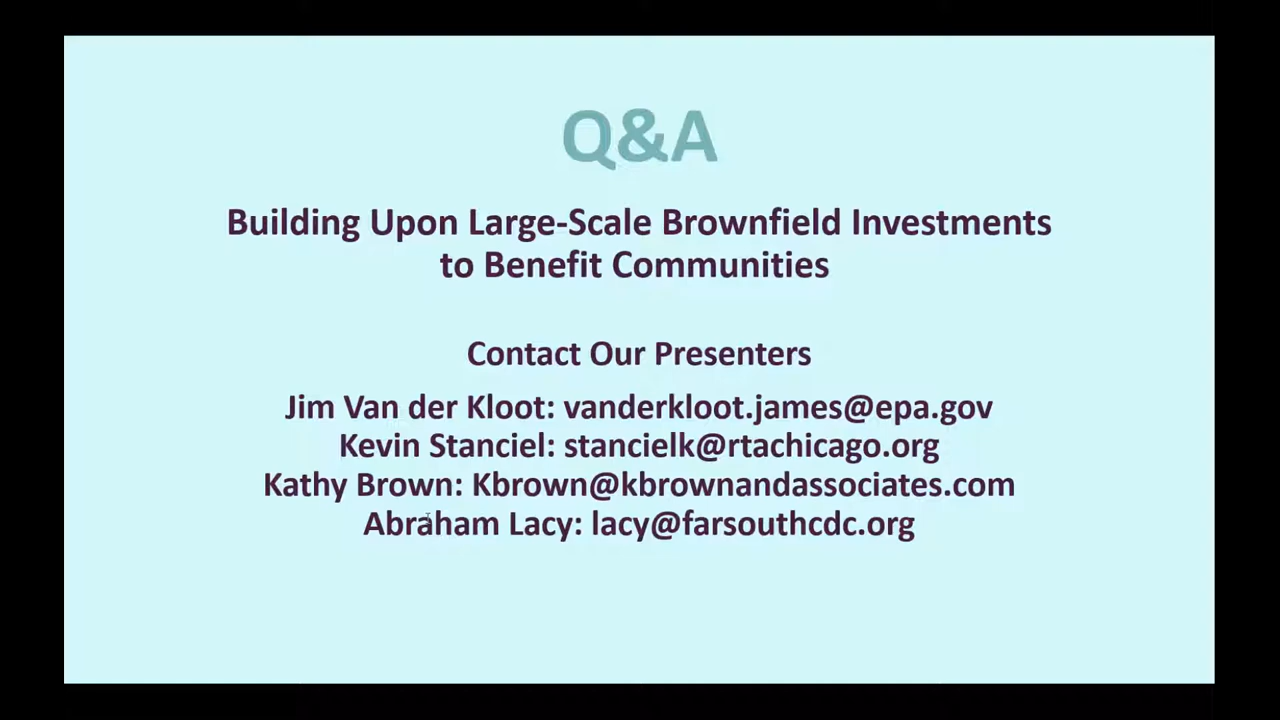 Q&A
Building Upon Large-Scale Brownfield Investments
to Benefit Communities
Contact Our Presenters
Jim Van der Kloot: vanderkloot.james@epa.gov
Kevin Stanciel: stancielk@rtachicago.org
Kathy Brown: Kbrown@kbrownandassociates.com
Abraham Lacy: lacy@farsouthcdc.org